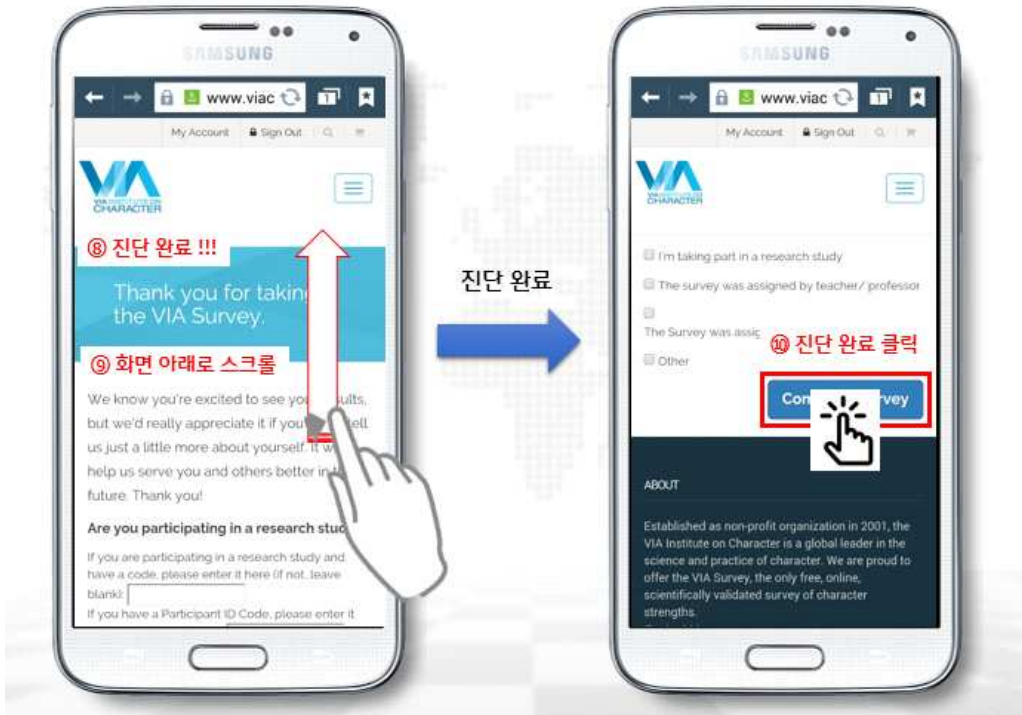 SAMSUNG
www.viac
1
My Account Sign Out
VIA
VIA INSTITUTE ON
CHARACTER
⑧ 진단 완료 !!!
Thank you for takin
the VIA Survey.
⑨ 화면 아래로 스크롤
We know you're excited to see you sults,
but we'd really appreciate it if you tell
us just a little more about yourself. It w
help us serve you and others better in t
future. Thank you!
Are you participating in a research stud
If you are participating in a research study and
have a code, please enter it here (if not, leave
blank):
If you have a Participant ID Code, please enter it
진단 완료
SAMSUNG
www.viac
1
My Account Sign Out
VIA
CHARACTER
I'm taking part in a research study
The survey was assigned by teacher/ professor
The Survey was assig
Other
⑩ 진단 완료 클릭
Com vey
ABOUT
Established as non-profit organization in 2001, the
VIA Institute on Character is a global leader in the
science and practice of character. We are proud to
offer the VIA Survey, the only free, online,
scientifically validated survey of character
strengths.